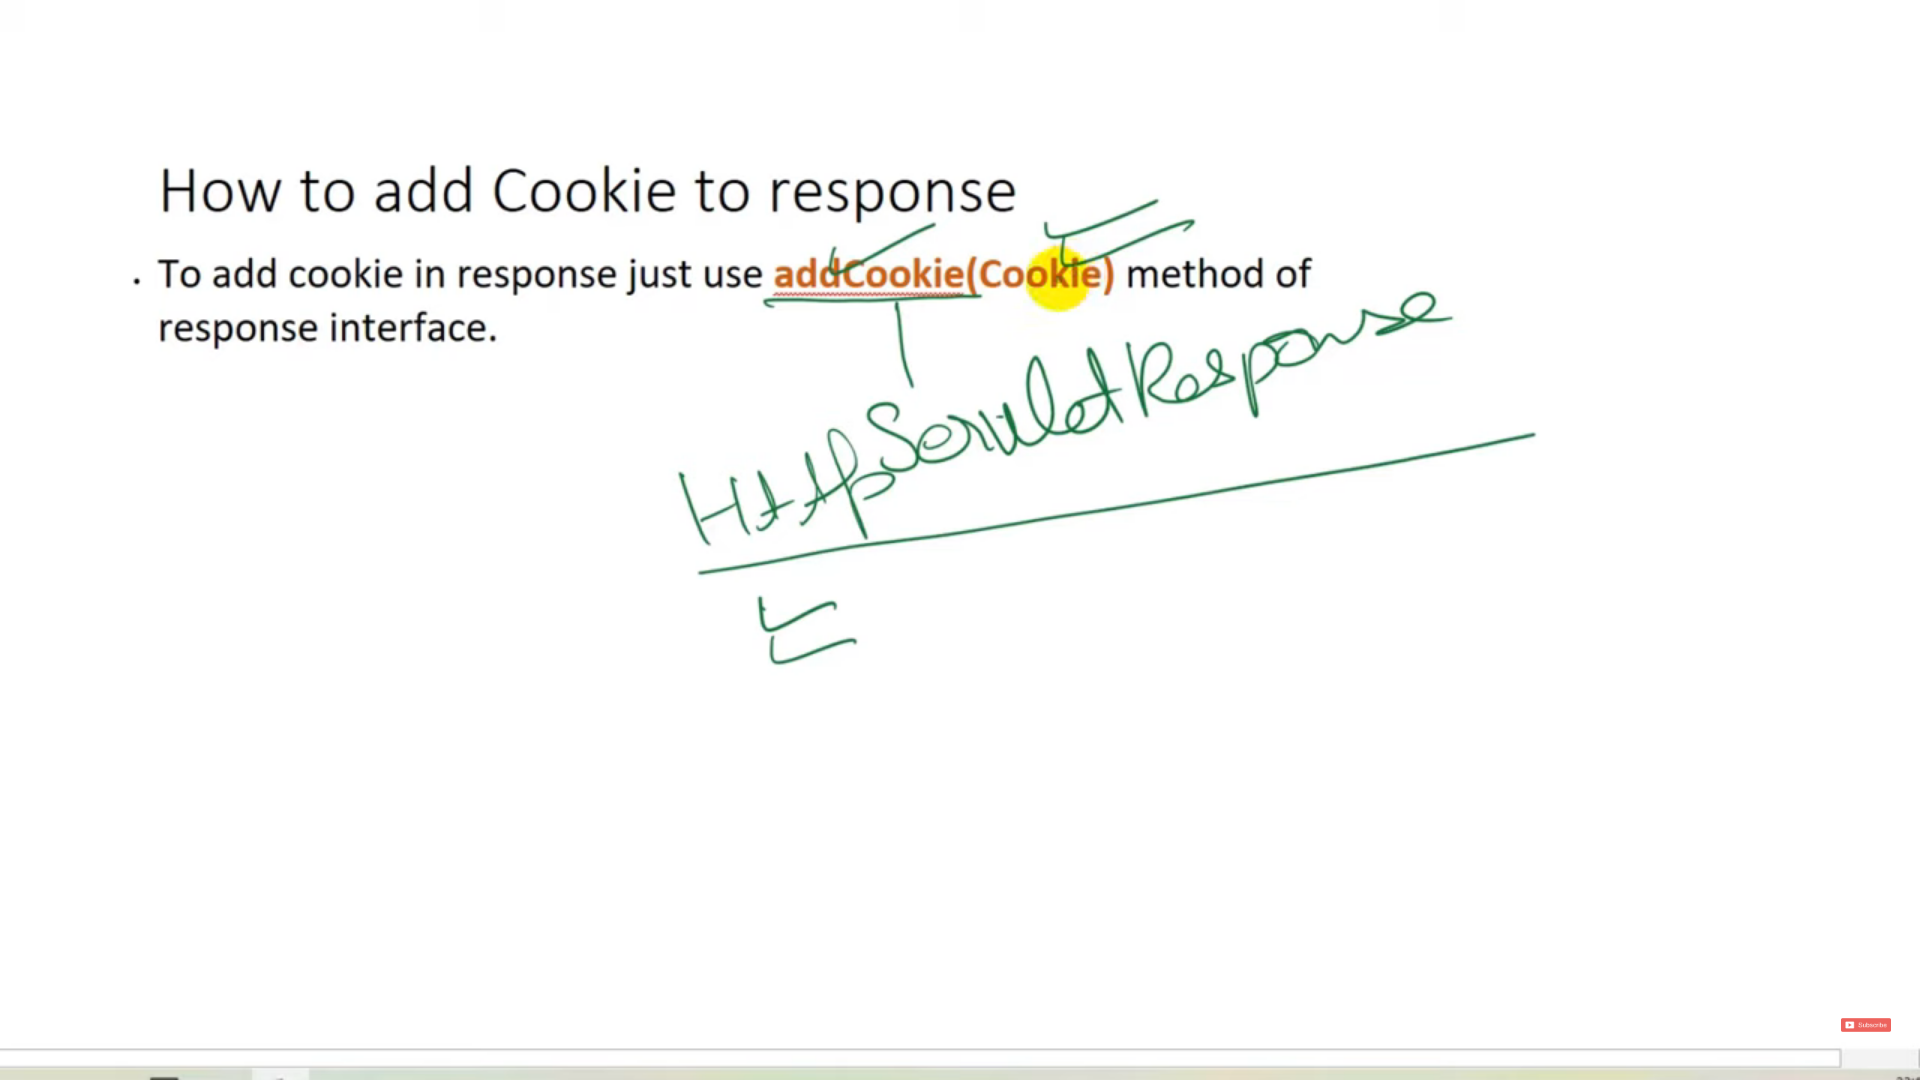 How to add Cookie to response
· To add cookie in response just use addCookie(Cookie) method of
response interface.
HttpServletResponse
Subscribe